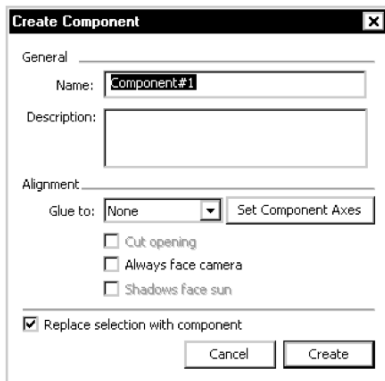 Create Component
General
Name: Component#1
Description:
Alignment
Glue to: None Set Component Axes
Cut opening
Always face camera
Shadows face sun
Replace selection with component
Cancel Create